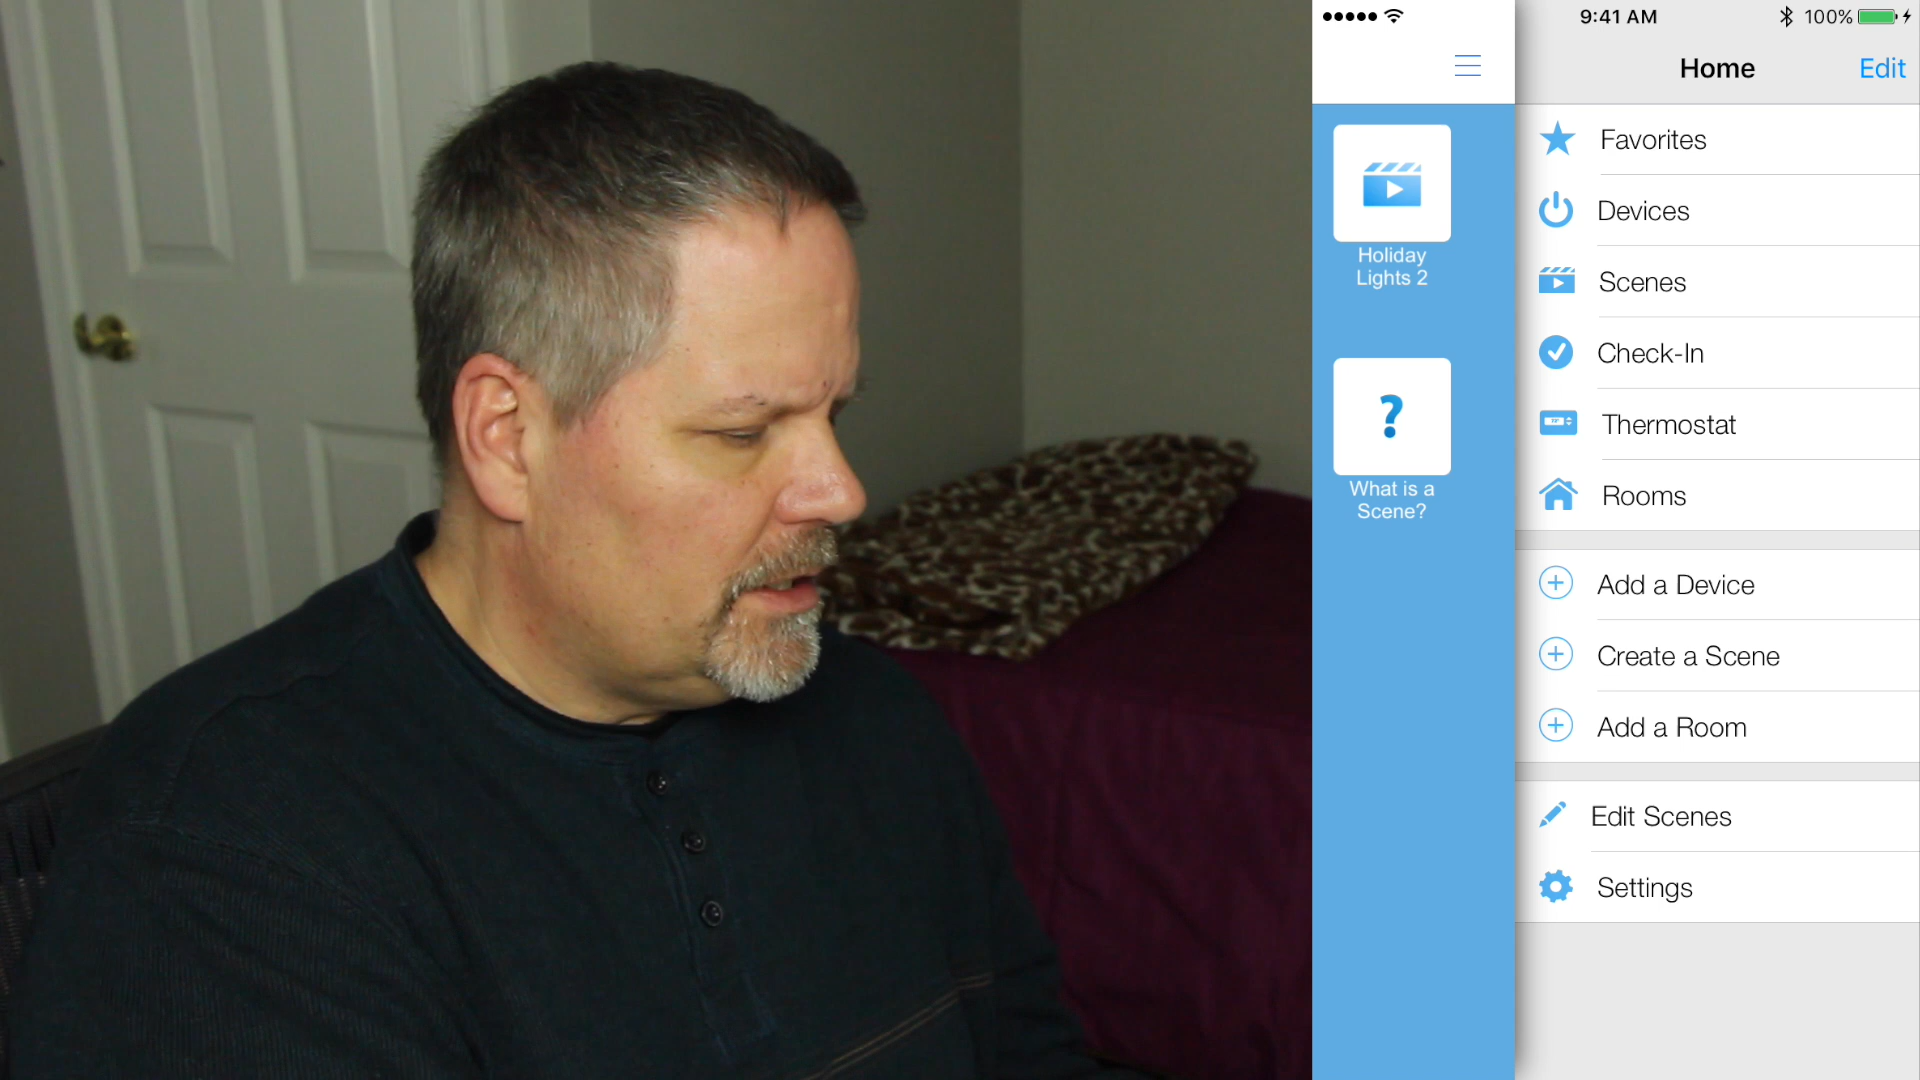 9:41 AM
100%
Home
Edit
Holiday
Lights 2
What is a
Scene?
Favorites
Devices
Scenes
Check-In
Thermostat
Rooms
Add a Device
Create a Scene
Add a Room
Edit Scenes
Settings